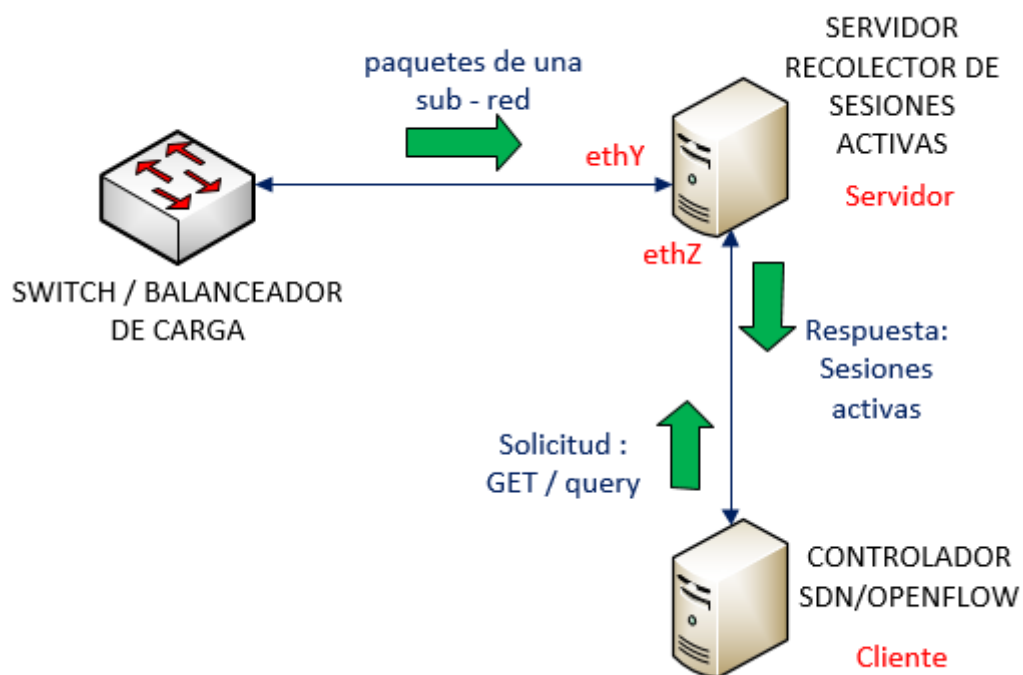 SERVIDOR
RECOLECTOR DE
SESIONES
ACTIVAS
Servidor
paquetes de una
sub - red
ethY
ethZ
SWITCH / BALANCEADOR
DE CARGA
Respuesta:
Sesiones
activas
Solicitud :
GET / query
CONTROLADOR
SDN/OPENFLOW
Cliente